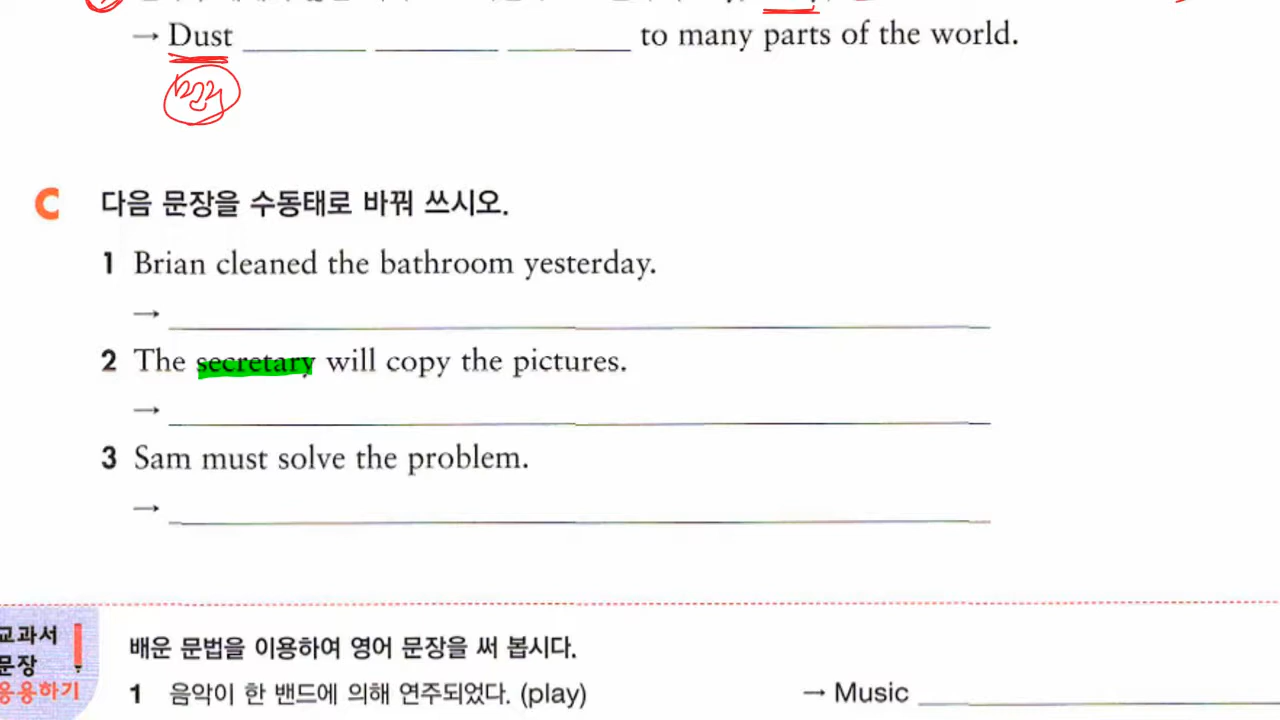 → Dust to many parts of the world.
먼지
C 다음 문장을 수동태로 바꿔 쓰시오.
1 Brian cleaned the bathroom yesterday.
→
2 The secretary will copy the pictures.
→
3 Sam must solve the problem.
→
교과서
문장
응용하기
배운 문법을 이용하여 영어 문장을 써 봅시다.
1 음악이 한 밴드에 의해 연주되었다. (play) → Music